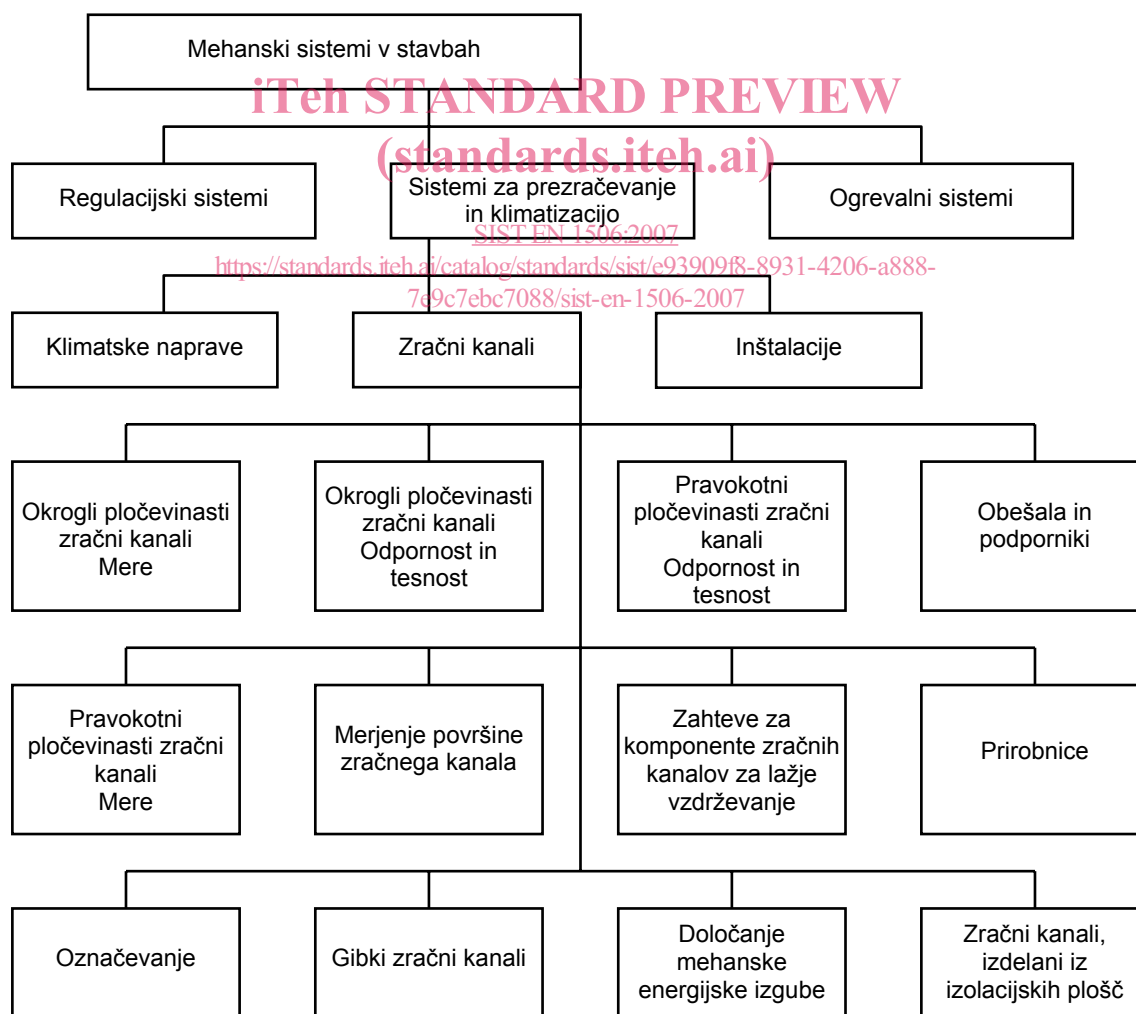 Mehanski sistemi v stavbah
iTeh STANDARD PREVIEW
(standards.iteh.ai)
Regulacijski sistemi
Sistemi za prezračevanje
in klimatizacijo
Ogrevalni sistemi
SIST EN 1506:2007
https://standards.iteh.ai/catalog/standards/sist/e93909f8-8931-4206-a888-
7e9c7ebc7088/sist-en-1506-2007
Klimatske naprave
Zračni kanali
Inštalacije
Okrogli pločevinasti
zračni kanali
Mere
Okrogli pločevinasti
zračni kanali
Odpornost in
tesnost
Pravokotni
pločevinasti zračni
kanali
Odpornost in
tesnost
Obešala in
podporniki
Pravokotni
pločevinasti zračni
kanali
Mere
Merjenje površine
zračnega kanala
Zahteve za
komponente zračnih
kanalov za lažje
vzdrževanje
Prirobnice
Označevanje
Gibki zračni kanali
Določanje
mehanske
energijske izgube
Zračni kanali,
izdelani iz
izolacijskih plošč